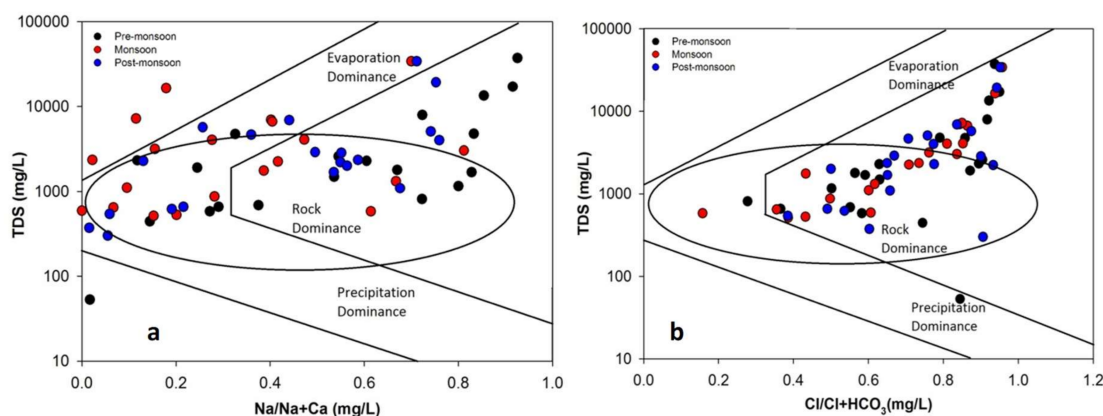 100000
10000
1000
100
10
TDS (mg/L)
Pre-monsoon
Monsoon
Post-monsoon
Evaporation
Dominance
Rock
Dominance
Precipitation
Dominance
a
0.0 0.2 0.4 0.6 0.8 1.0
Na/Na+Ca (mg/L)
100000
10000
1000
100
10
TDS (mg/L)
Pre-monsoon
Monsoon
Post-monsoon
Evaporation
Dominance
Rock
Dominance
Precipitation
Dominance
b
0.0 0.2 0.4 0.6 0.8 1.0 1.2
Cl/Cl+HCO₃(mg/L)